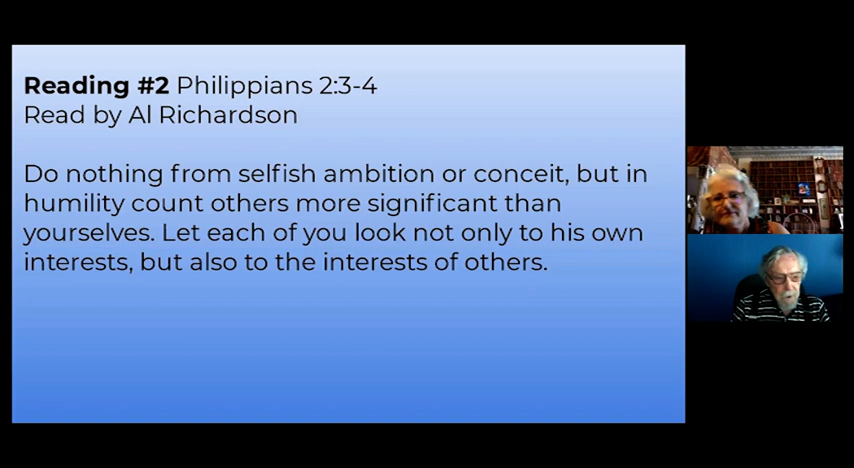 Reading #2 Philippians 2:3-4
Read by Al Richardson
Do nothing from selfish ambition or conceit, but in
humility count others more significant than
yourselves. Let each of you look not only to his own
interests, but also to the interests of others.